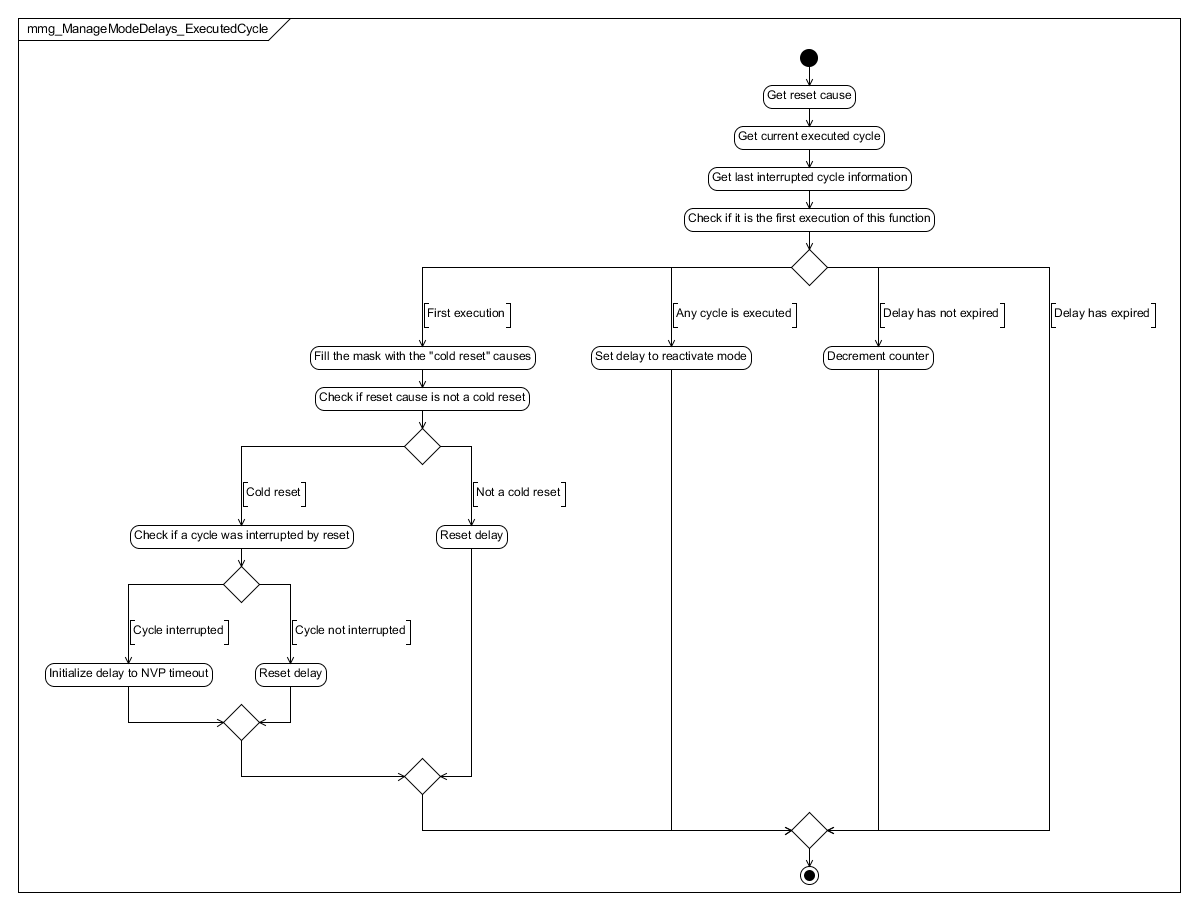 mmg_ManageModeDelays_ExecutedCycle
Get reset cause
Get current executed cycle
Get last interrupted cycle information
Check if it is the first execution of this function
First execution
Any cycle is executed
Delay has not expired
Delay has expired
Fill the mask with the "cold reset" causes
Set delay to reactivate mode
Decrement counter
Check if reset cause is not a cold reset
Cold reset
Not a cold reset
Check if a cycle was interrupted by reset
Reset delay
Cycle interrupted
Cycle not interrupted
Initialize delay to NVP timeout
Reset delay